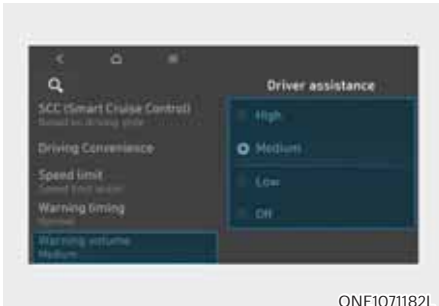 Driver assistance
SCC (Smart Cruise Control)
Based on driving style
Driving Convenience
Speed limit
Speed limit assist
Warning timing
Normal
Warning volume
Medium
High
Medium
Low
Off